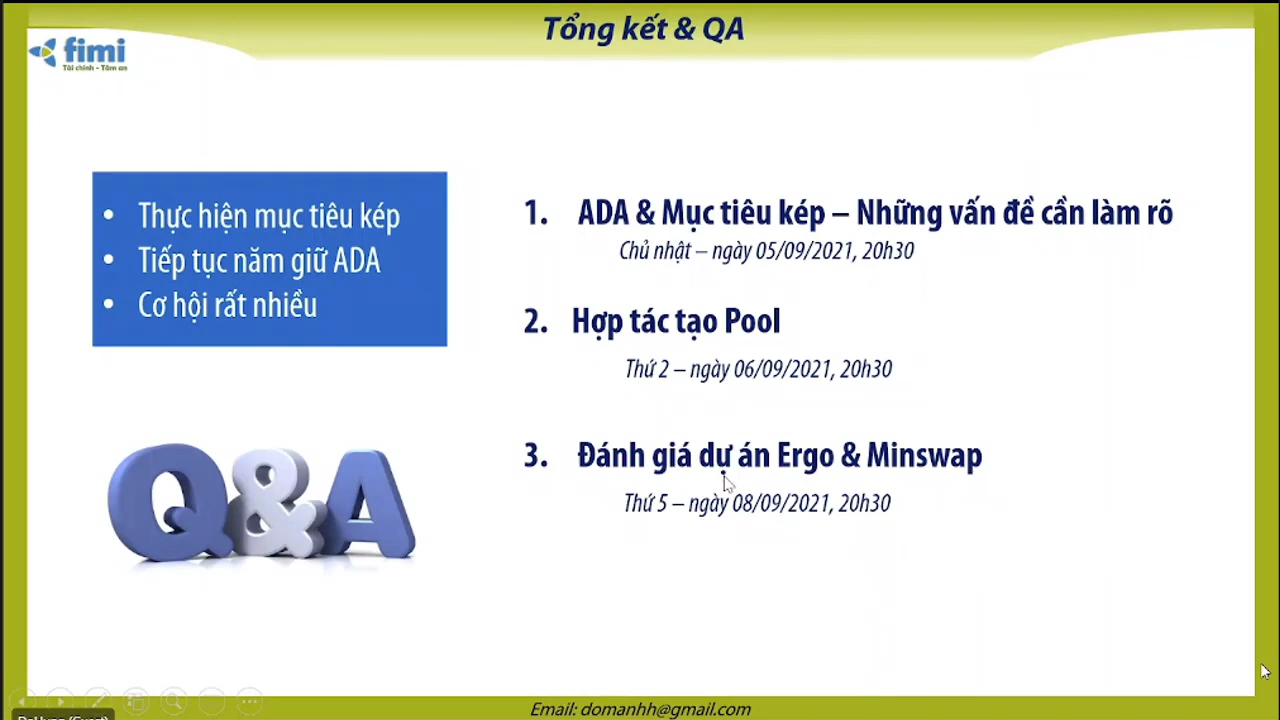 Tổng kết & QA
fimi
Tài chính - Tâm an
• Thực hiện mục tiêu kép
• Tiếp tục năm giữ ADA
• Cơ hội rất nhiều
1. ADA & Mục tiêu kép – Những vấn đề cần làm rõ
Chủ nhật – ngày 05/09/2021, 20h30
2. Hợp tác tạo Pool
Thứ 2 – ngày 06/09/2021, 20h30
3. Đánh giá dự án Ergo & Minswap
Thứ 5 – ngày 08/09/2021, 20h30
Q&A
Email: domanhh@gmail.com